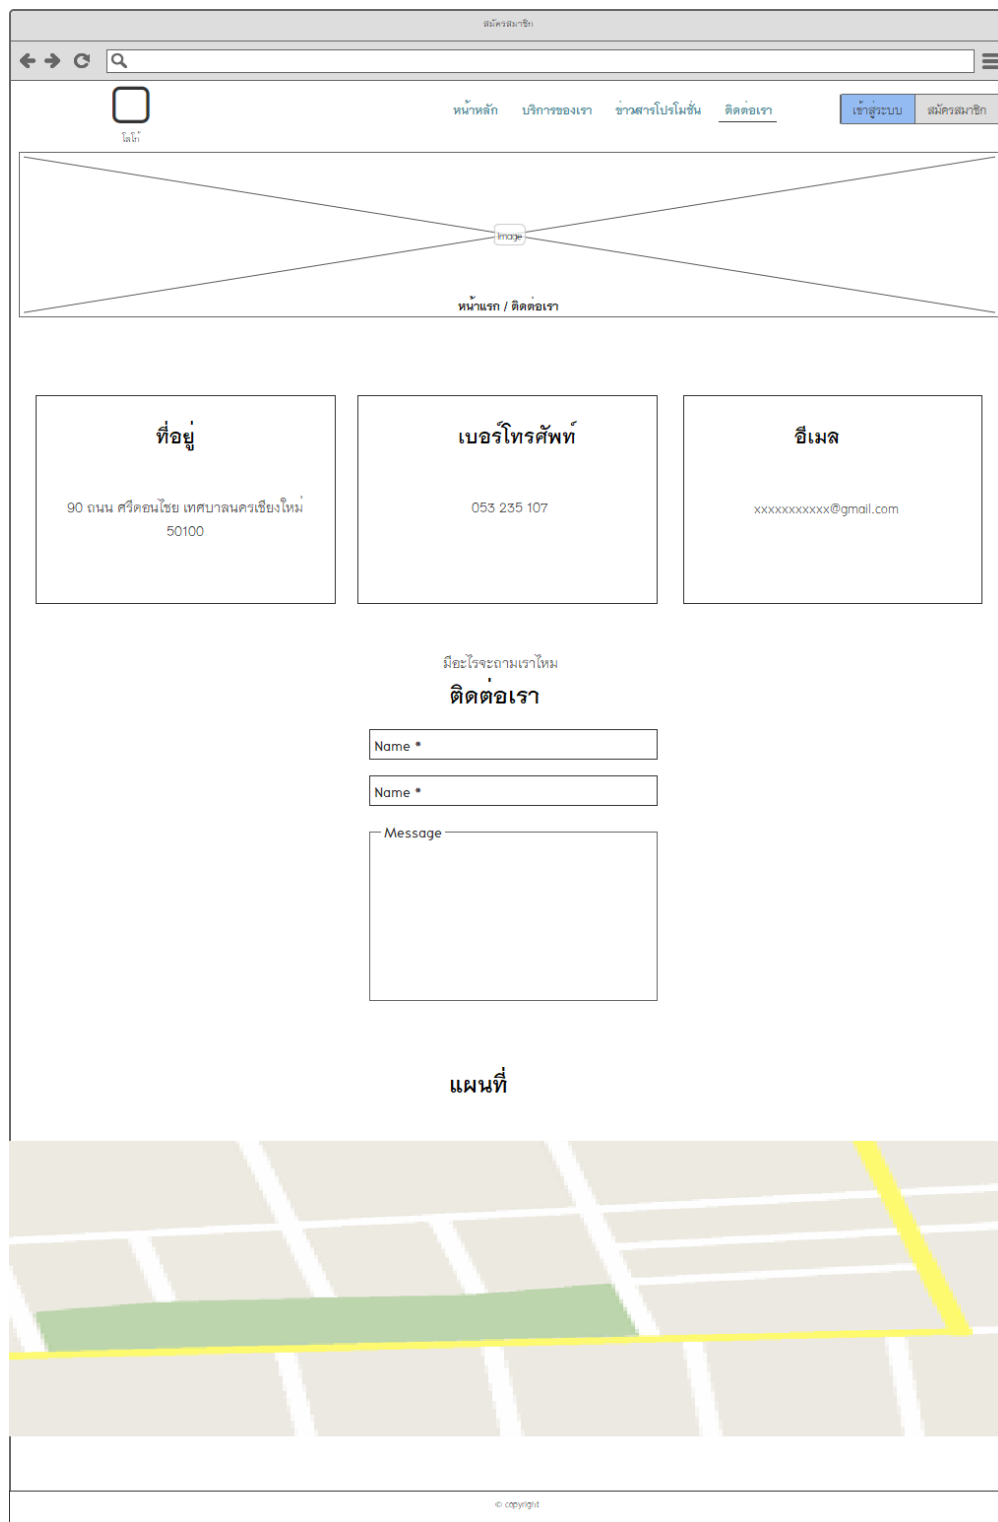 สมัครสมาชิก
โลโก้
หน้าหลัก บริการของเรา ข่าวสารโปรโมชั่น ติดต่อเรา เข้าสู่ระบบ สมัครสมาชิก
Image
หน้าแรก / ติดต่อเรา
ที่อยู่ เบอร์โทรศัพท์ อีเมล
90 ถนน ศรีดอนไชย เทศบาลนครเชียงใหม่ 053 235 107 xxxxxxxxxxx@gmail.com
50100
มีอะไรจะถามเราไหม
ติดต่อเรา
Name *
Name *
Message
แผนที่
© copyright